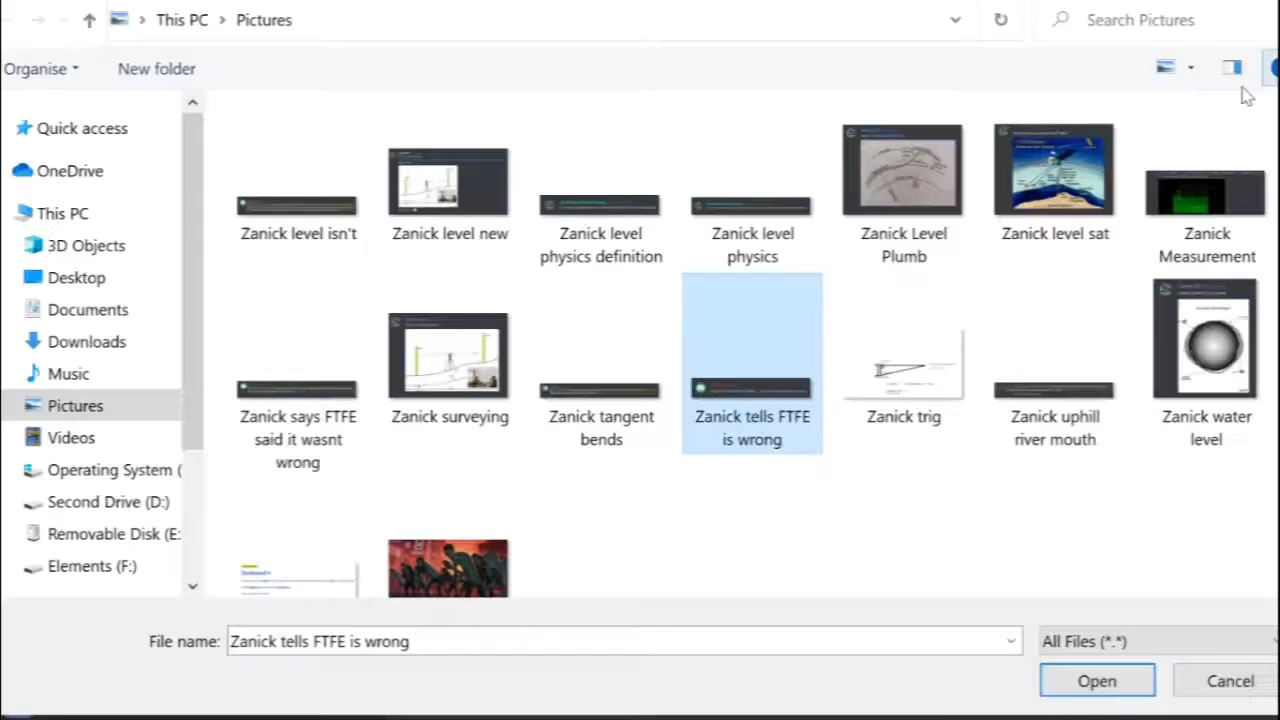 This PC > Pictures
Search Pictures
Organise
New folder
Quick access
OneDrive
This PC
3D Objects
Desktop
Documents
Downloads
Music
Pictures
Videos
Operating System (
Second Drive (D:)
Removable Disk (E:
Elements (F:)
Zanick level isn't
Zanick level new
Zanick level
physics definition
Zanick level
physics
Zanick Level
Plumb
Zanick level sat
Zanick
Measurement
Zanick says FTFE
said it wasnt
wrong
Zanick surveying
Zanick tangent
bends
Zanick tells FTFE
is wrong
Zanick trig
Zanick uphill
river mouth
Zanick water
level
File name: Zanick tells FTFE is wrong
All Files (*.*)
Open
Cancel